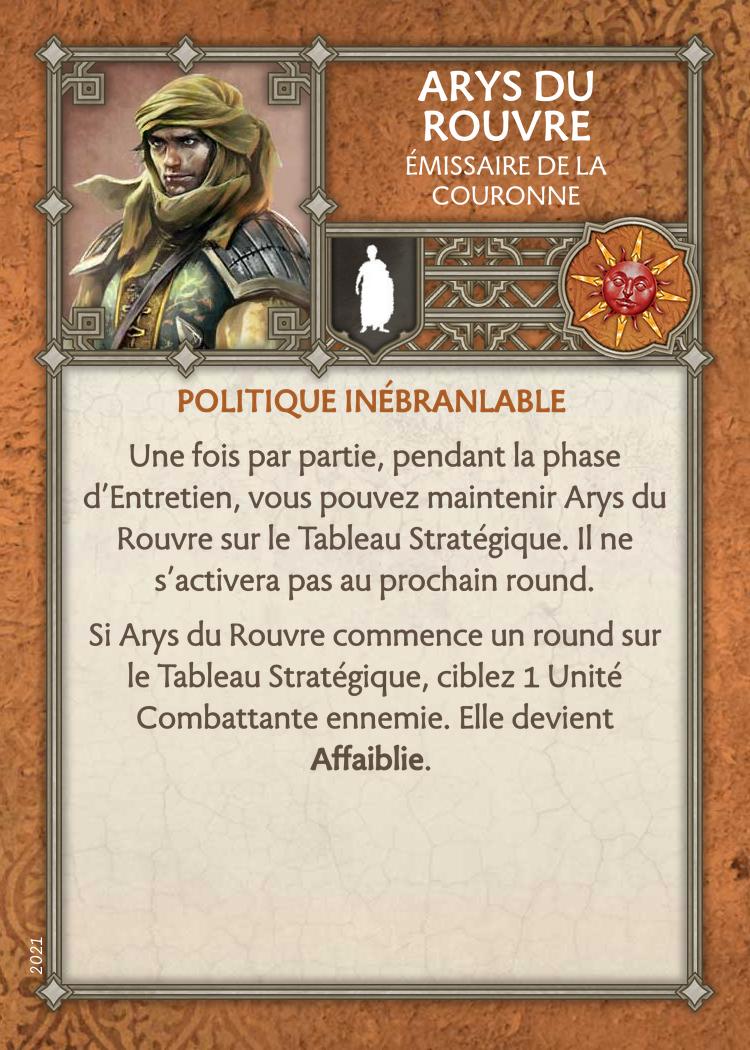 ARYS DU
ROUVRE
ÉMISSAIRE DE LA
COURONNE
POLITIQUE INÉBRANLABLE
Une fois par partie, pendant la phase
d’Entretien, vous pouvez maintenir Arys du
Rouvre sur le Tableau Stratégique. Il ne
s’activera pas au prochain round.
Si Arys du Rouvre commence un round sur
le Tableau Stratégique, ciblez 1 Unité
Combattante ennemie. Elle devient
Affaiblie.
2021